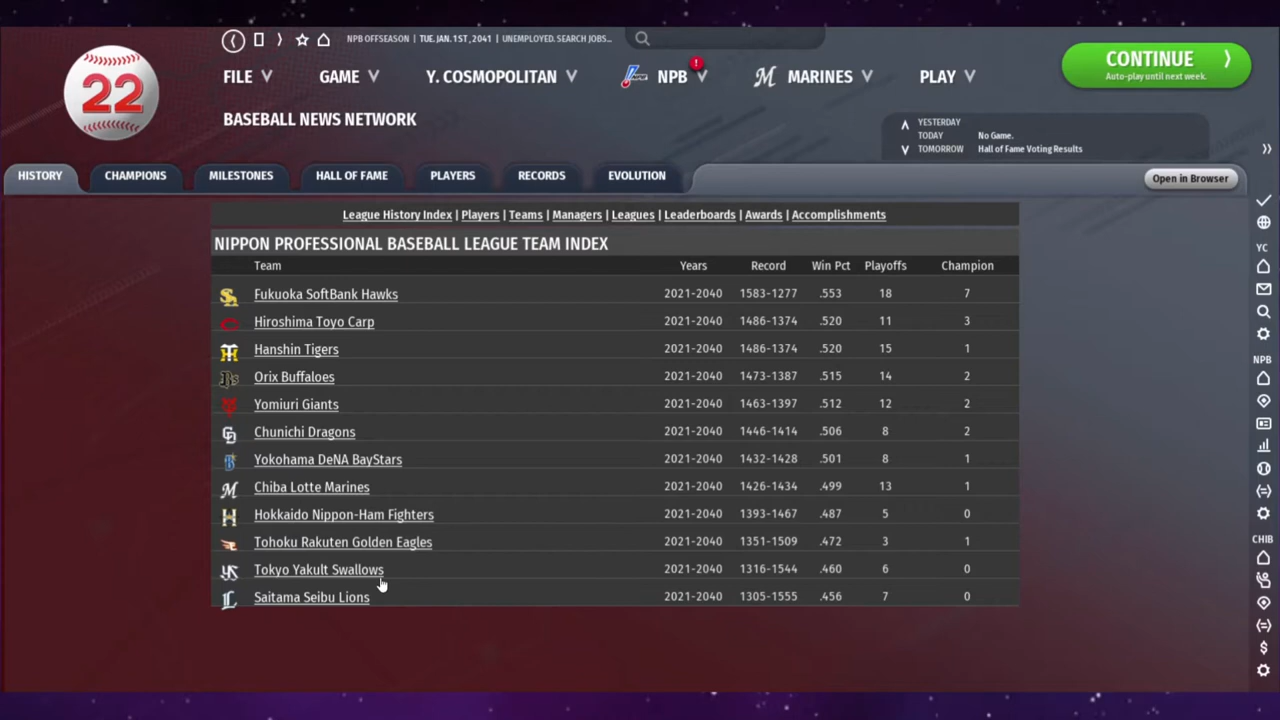 NPB OFFSEASON | TUE. JAN. 1ST, 2041 | UNEMPLOYED. SEARCH JOBS...
22
FILE GAME Y. COSMOPOLITAN NPB ! MARINES PLAY
CONTINUE
Auto-play until next week.
BASEBALL NEWS NETWORK
YESTERDAY
TODAY No Game.
TOMORROW Hall of Fame Voting Results
HISTORY CHAMPIONS MILESTONES HALL OF FAME PLAYERS RECORDS EVOLUTION Open in Browser
League History Index | Players | Teams | Managers | Leagues | Leaderboards | Awards | Accomplishments
NIPPON PROFESSIONAL BASEBALL LEAGUE TEAM INDEX
Team Years Record Win Pct Playoffs Champion
Fukuoka SoftBank Hawks 2021-2040 1583-1277 .553 18 7
Hiroshima Toyo Carp 2021-2040 1486-1374 .520 11 3
Hanshin Tigers 2021-2040 1486-1374 .520 15 1
Orix Buffaloes 2021-2040 1473-1387 .515 14 2
Yomiuri Giants 2021-2040 1463-1397 .512 12 2
Chunichi Dragons 2021-2040 1446-1414 .506 8 2
Yokohama DeNA BayStars 2021-2040 1432-1428 .501 8 1
Chiba Lotte Marines 2021-2040 1426-1434 .499 13 1
Hokkaido Nippon-Ham Fighters 2021-2040 1393-1467 .487 5 0
Tohoku Rakuten Golden Eagles 2021-2040 1351-1509 .472 3 1
Tokyo Yakult Swallows 2021-2040 1316-1544 .460 6 0
Saitama Seibu Lions 2021-2040 1305-1555 .456 7 0
YC
NPB
CHIB